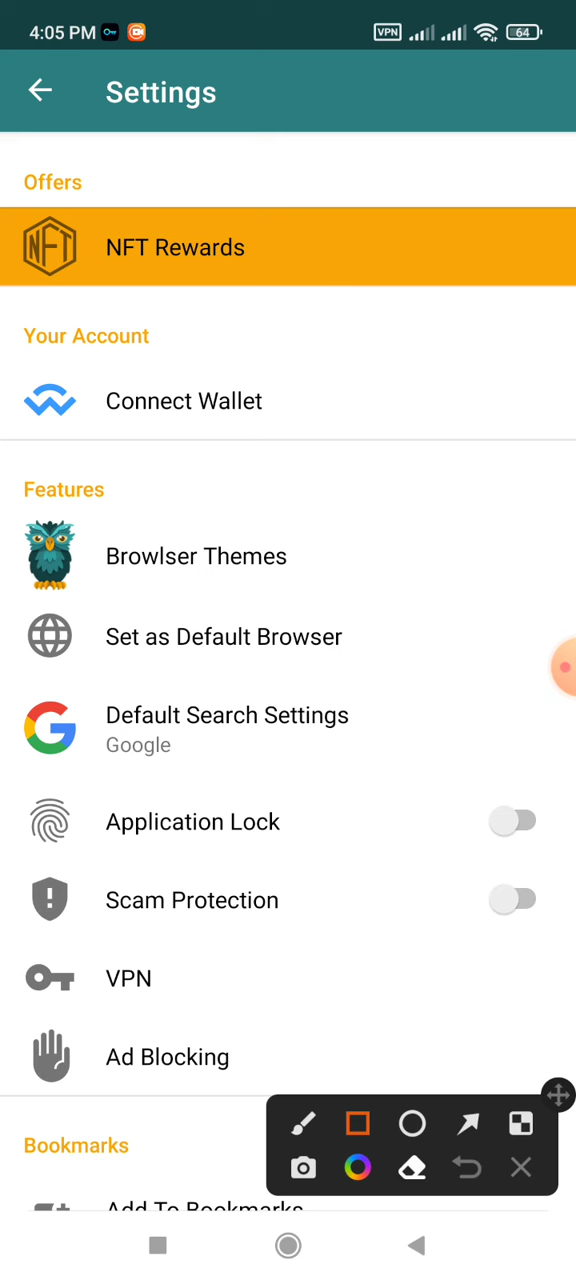 4:05 PM
VPN
64
Settings
Offers
NFT
NFT Rewards
Your Account
Connect Wallet
Features
Browlser Themes
Set as Default Browser
Default Search Settings
Google
Application Lock
Scam Protection
VPN
Ad Blocking
Bookmarks
Add To Bookmarks